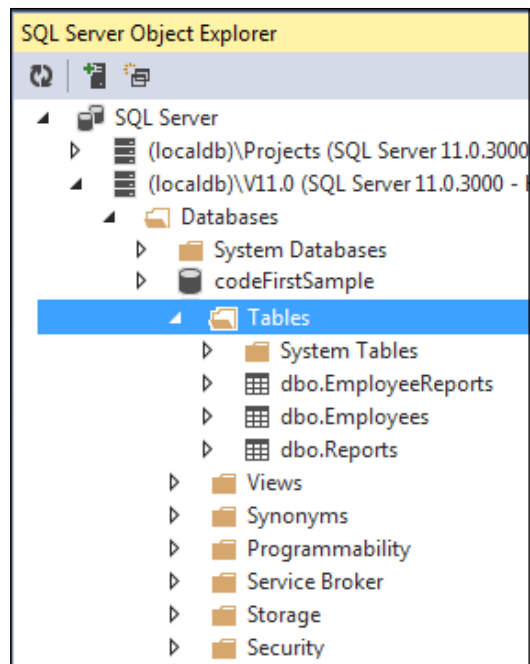 SQL Server Object Explorer
SQL Server
(localdb)\Projects (SQL Server 11.0.3000
(localdb)\V11.0 (SQL Server 11.0.3000 -
Databases
System Databases
codeFirstSample
Tables
System Tables
dbo.EmployeeReports
dbo.Employees
dbo.Reports
Views
Synonyms
Programmability
Service Broker
Storage
Security